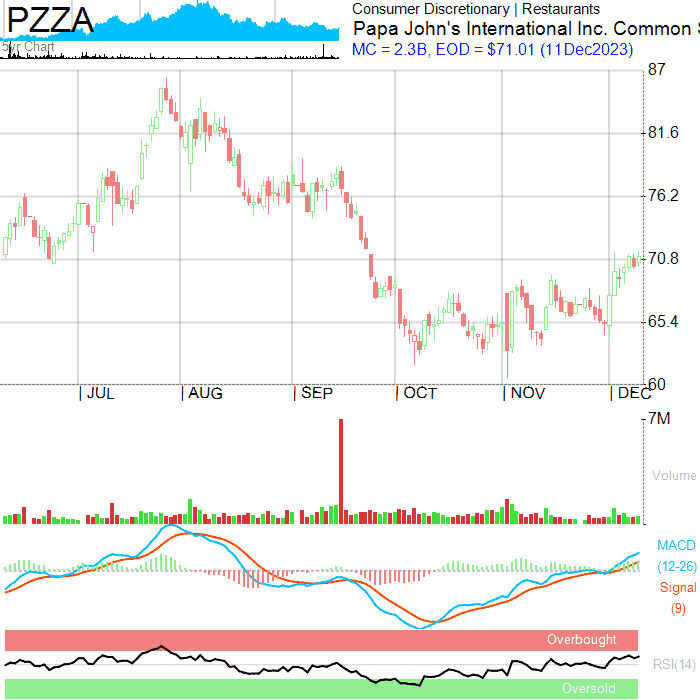 PZZA
5yr Chart
Consumer Discretionary | Restaurants
Papa John's International Inc. Common S
MC = 2.3B, EOD = $71.01 (11Dec2023)
87
81.6
76.2
70.8
65.4
60
| JUL | AUG | SEP | OCT | NOV | DEC
7M
Volume
MACD
(12-26)
Signal
(9)
Overbought
RSI(14)
Oversold